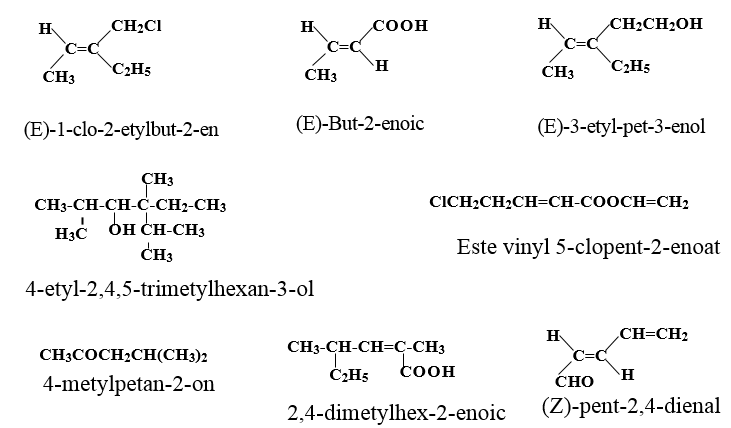 H CH2Cl
C=C
CH3 C2H5
(E)-1-clo-2-etylbut-2-en
H COOH
C=C
CH3 H
(E)-But-2-enoic
H CH2CH2OH
C=C
CH3 C2H5
(E)-3-etyl-pet-3-enol
CH3
CH3-CH-CH-C-CH2-CH3
H3C OH CH-CH3
CH3
4-etyl-2,4,5-trimetylhexan-3-ol
ClCH2CH2CH=CH-COOCH=CH2
Este vinyl 5-clopent-2-enoat
CH3COCH2CH(CH3)2
4-metylpetan-2-on
CH3-CH-CH=C-CH3
C2H5 COOH
2,4-dimetylhex-2-enoic
H CH=CH2
C=C
CHO H
(Z)-pent-2,4-dienal